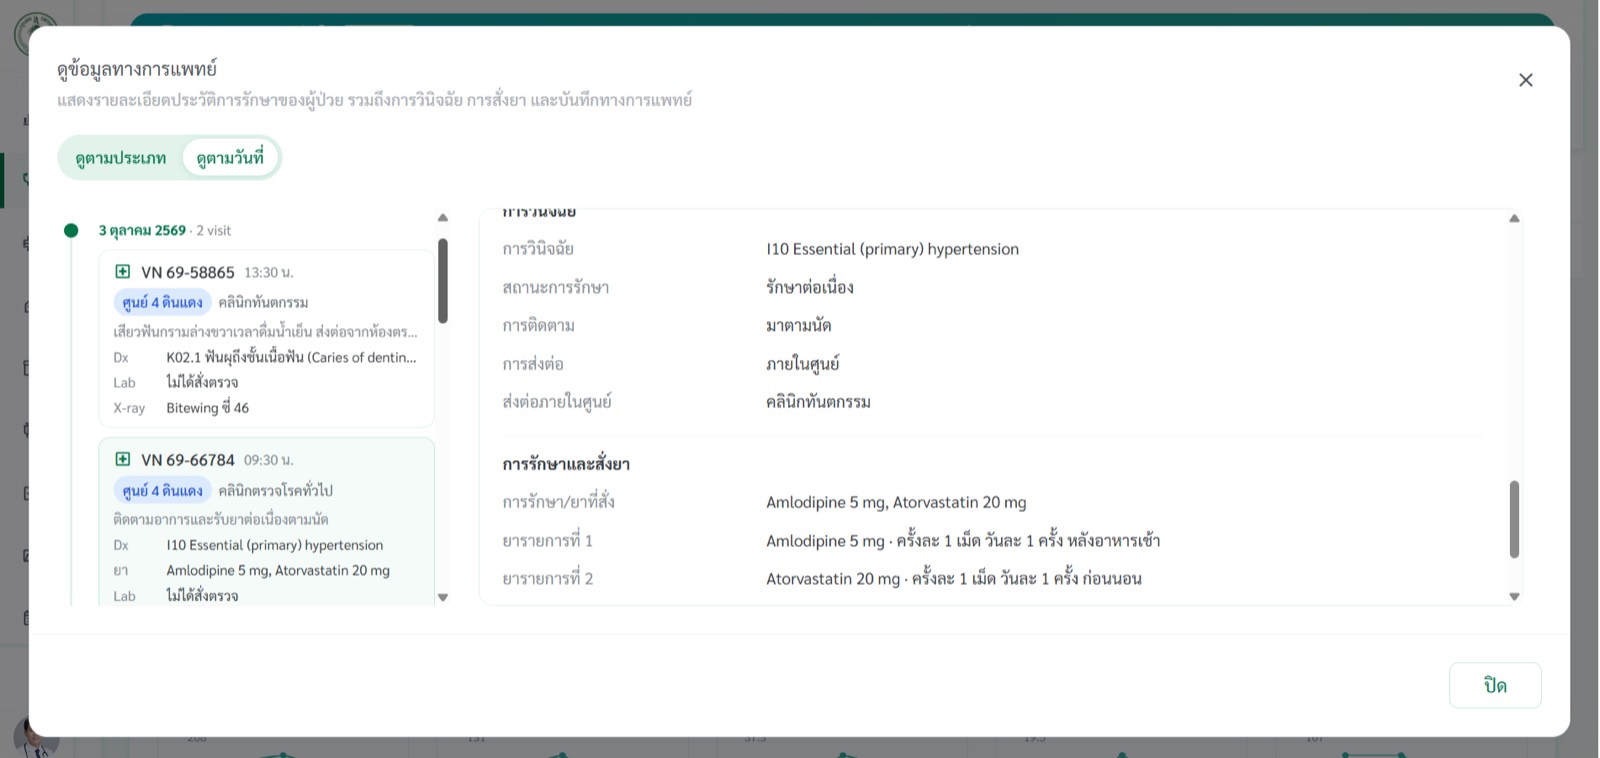 ดูข้อมูลทางการแพทย์
แสดงรายละเอียดประวัติการรักษาของผู้ป่วย รวมถึงการวินิจฉัย การสั่งยา และบันทึกทางการแพทย์
ดูตามประเภท ดูตามวันที่
3 ตุลาคม 2569 · 2 visit
VN 69-58865 13:30 น.
ศูนย์ 4 ดินแดง คลินิกทันตกรรม
เสียวฟันกรามล่างขวาเวลาดื่มน้ำเย็น ส่งต่อจากห้องตร...
Dx K02.1 ฟันผุถึงชั้นเนื้อฟัน (Caries of dentin...
Lab ไม่ได้สั่งตรวจ
X-ray Bitewing ซี่ 46
VN 69-66784 09:30 น.
ศูนย์ 4 ดินแดง คลินิกตรวจโรคทั่วไป
ติดตามอาการและรับยาต่อเนื่องตามนัด
Dx I10 Essential (primary) hypertension
ยา Amlodipine 5 mg, Atorvastatin 20 mg
Lab ไม่ได้สั่งตรวจ
การวินิจฉัย
การวินิจฉัย I10 Essential (primary) hypertension
สถานะการรักษา รักษาต่อเนื่อง
การติดตาม มาตามนัด
การส่งต่อ ภายในศูนย์
ส่งต่อภายในศูนย์ คลินิกทันตกรรม
การรักษาและสั่งยา
การรักษา/ยาที่สั่ง Amlodipine 5 mg, Atorvastatin 20 mg
ยารายการที่ 1 Amlodipine 5 mg · ครั้งละ 1 เม็ด วันละ 1 ครั้ง หลังอาหารเช้า
ยารายการที่ 2 Atorvastatin 20 mg · ครั้งละ 1 เม็ด วันละ 1 ครั้ง ก่อนนอน
ปิด